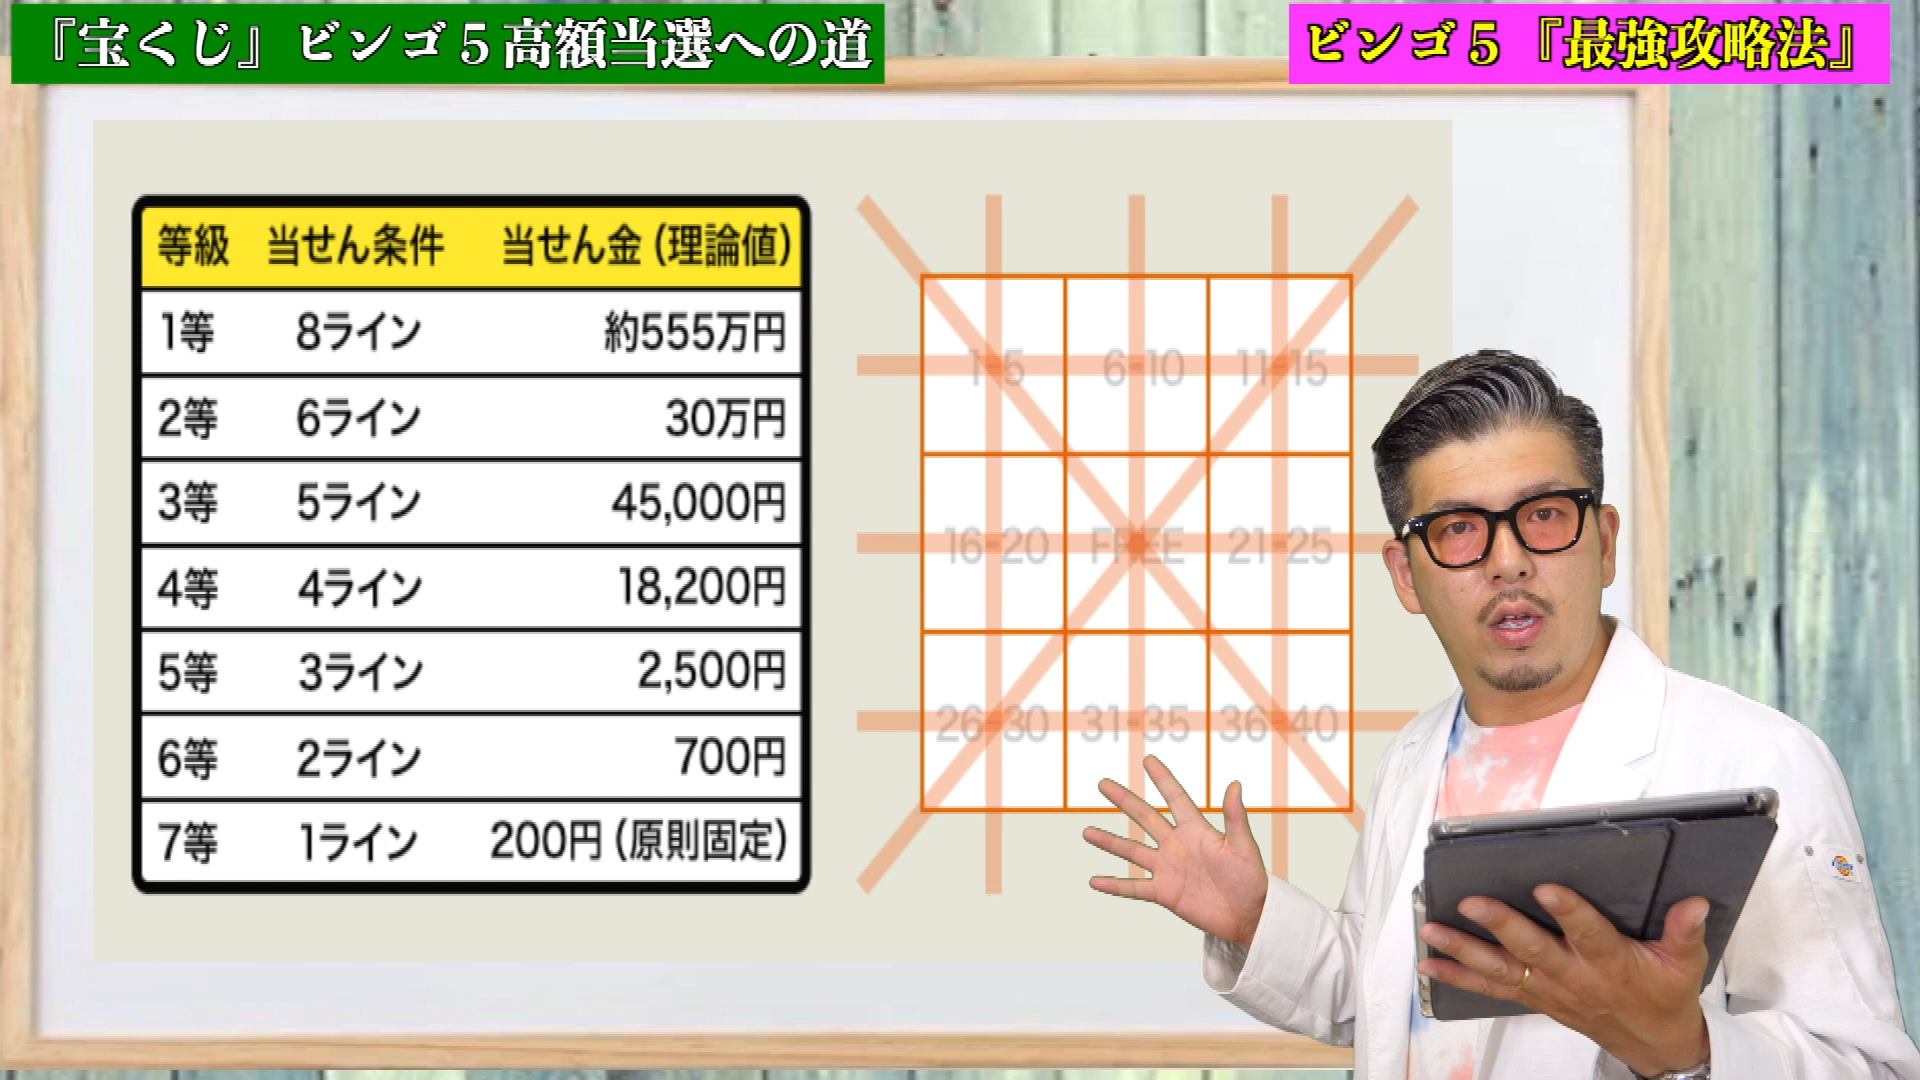 『宝くじ』ビンゴ５高額当選への道
ビンゴ５『最強攻略法』
等級 当せん条件 当せん金(理論値)
1等 8ライン 約555万円
2等 6ライン 30万円
3等 5ライン 45,000円
4等 4ライン 18,200円
5等 3ライン 2,500円
6等 2ライン 700円
7等 1ライン 200円(原則固定)
1-5 6-10 11-15
16-20 FREE 21-25
26-30 31-35 36-40